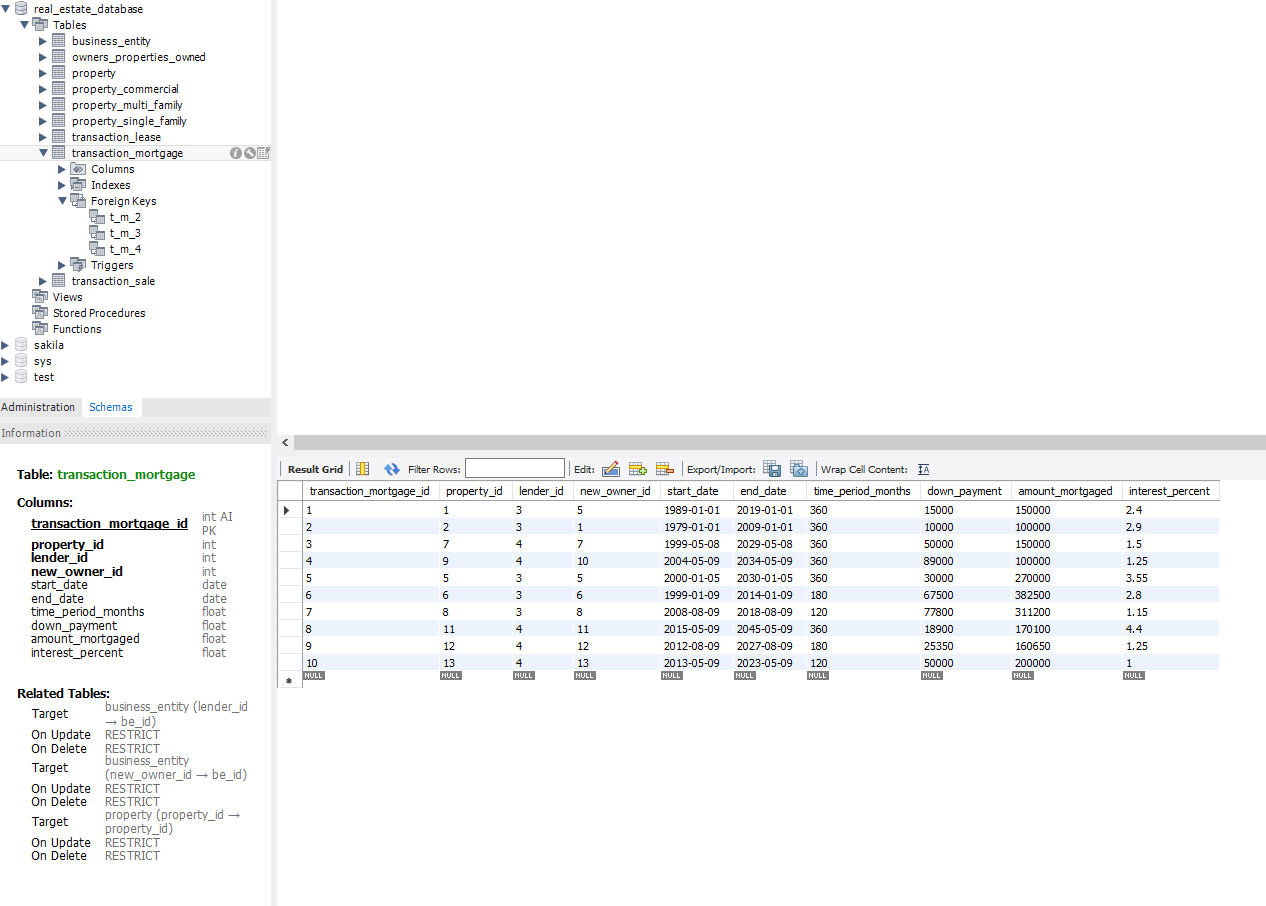 real_estate_database
Tables
business_entity
owners_properties_owned
property
property_commercial
property_multi_family
property_single_family
transaction_lease
transaction_mortgage
Columns
Indexes
Foreign Keys
t_m_2
t_m_3
t_m_4
Triggers
transaction_sale
Views
Stored Procedures
Functions
sakila
sys
test
Administration Schemas
Information
Table: transaction_mortgage
Columns:
transaction_mortgage_id int AI
PK
property_id int
lender_id int
new_owner_id int
start_date date
end_date date
time_period_months float
down_payment float
amount_mortgaged float
interest_percent float
Related Tables:
Target business_entity (lender_id
→ be_id)
On Update RESTRICT
On Delete RESTRICT
Target business_entity
(new_owner_id → be_id)
On Update RESTRICT
On Delete RESTRICT
Target property (property_id →
property_id)
On Update RESTRICT
On Delete RESTRICT
Result Grid Filter Rows: Edit: Export/Import: Wrap Cell Content:
transaction_mortgage_id property_id lender_id new_owner_id start_date end_date time_period_months down_payment amount_mortgaged interest_percent
1 1 3 5 1989-01-01 2019-01-01 360 15000 150000 2.4
2 2 3 1 1979-01-01 2009-01-01 360 10000 100000 2.9
3 7 4 7 1999-05-08 2029-05-08 360 50000 150000 1.5
4 9 4 10 2004-05-09 2034-05-09 360 89000 100000 1.25
5 5 3 5 2000-01-05 2030-01-05 360 30000 270000 3.55
6 6 3 6 1999-01-09 2014-01-09 180 67500 382500 2.8
7 8 3 8 2008-08-09 2018-08-09 120 77800 311200 1.15
8 11 4 11 2015-05-09 2045-05-09 360 18900 170100 4.4
9 12 4 12 2012-08-09 2027-08-09 180 25350 160650 1.25
10 13 4 13 2013-05-09 2023-05-09 120 50000 200000 1
NULL NULL NULL NULL NULL NULL NULL NULL NULL NULL